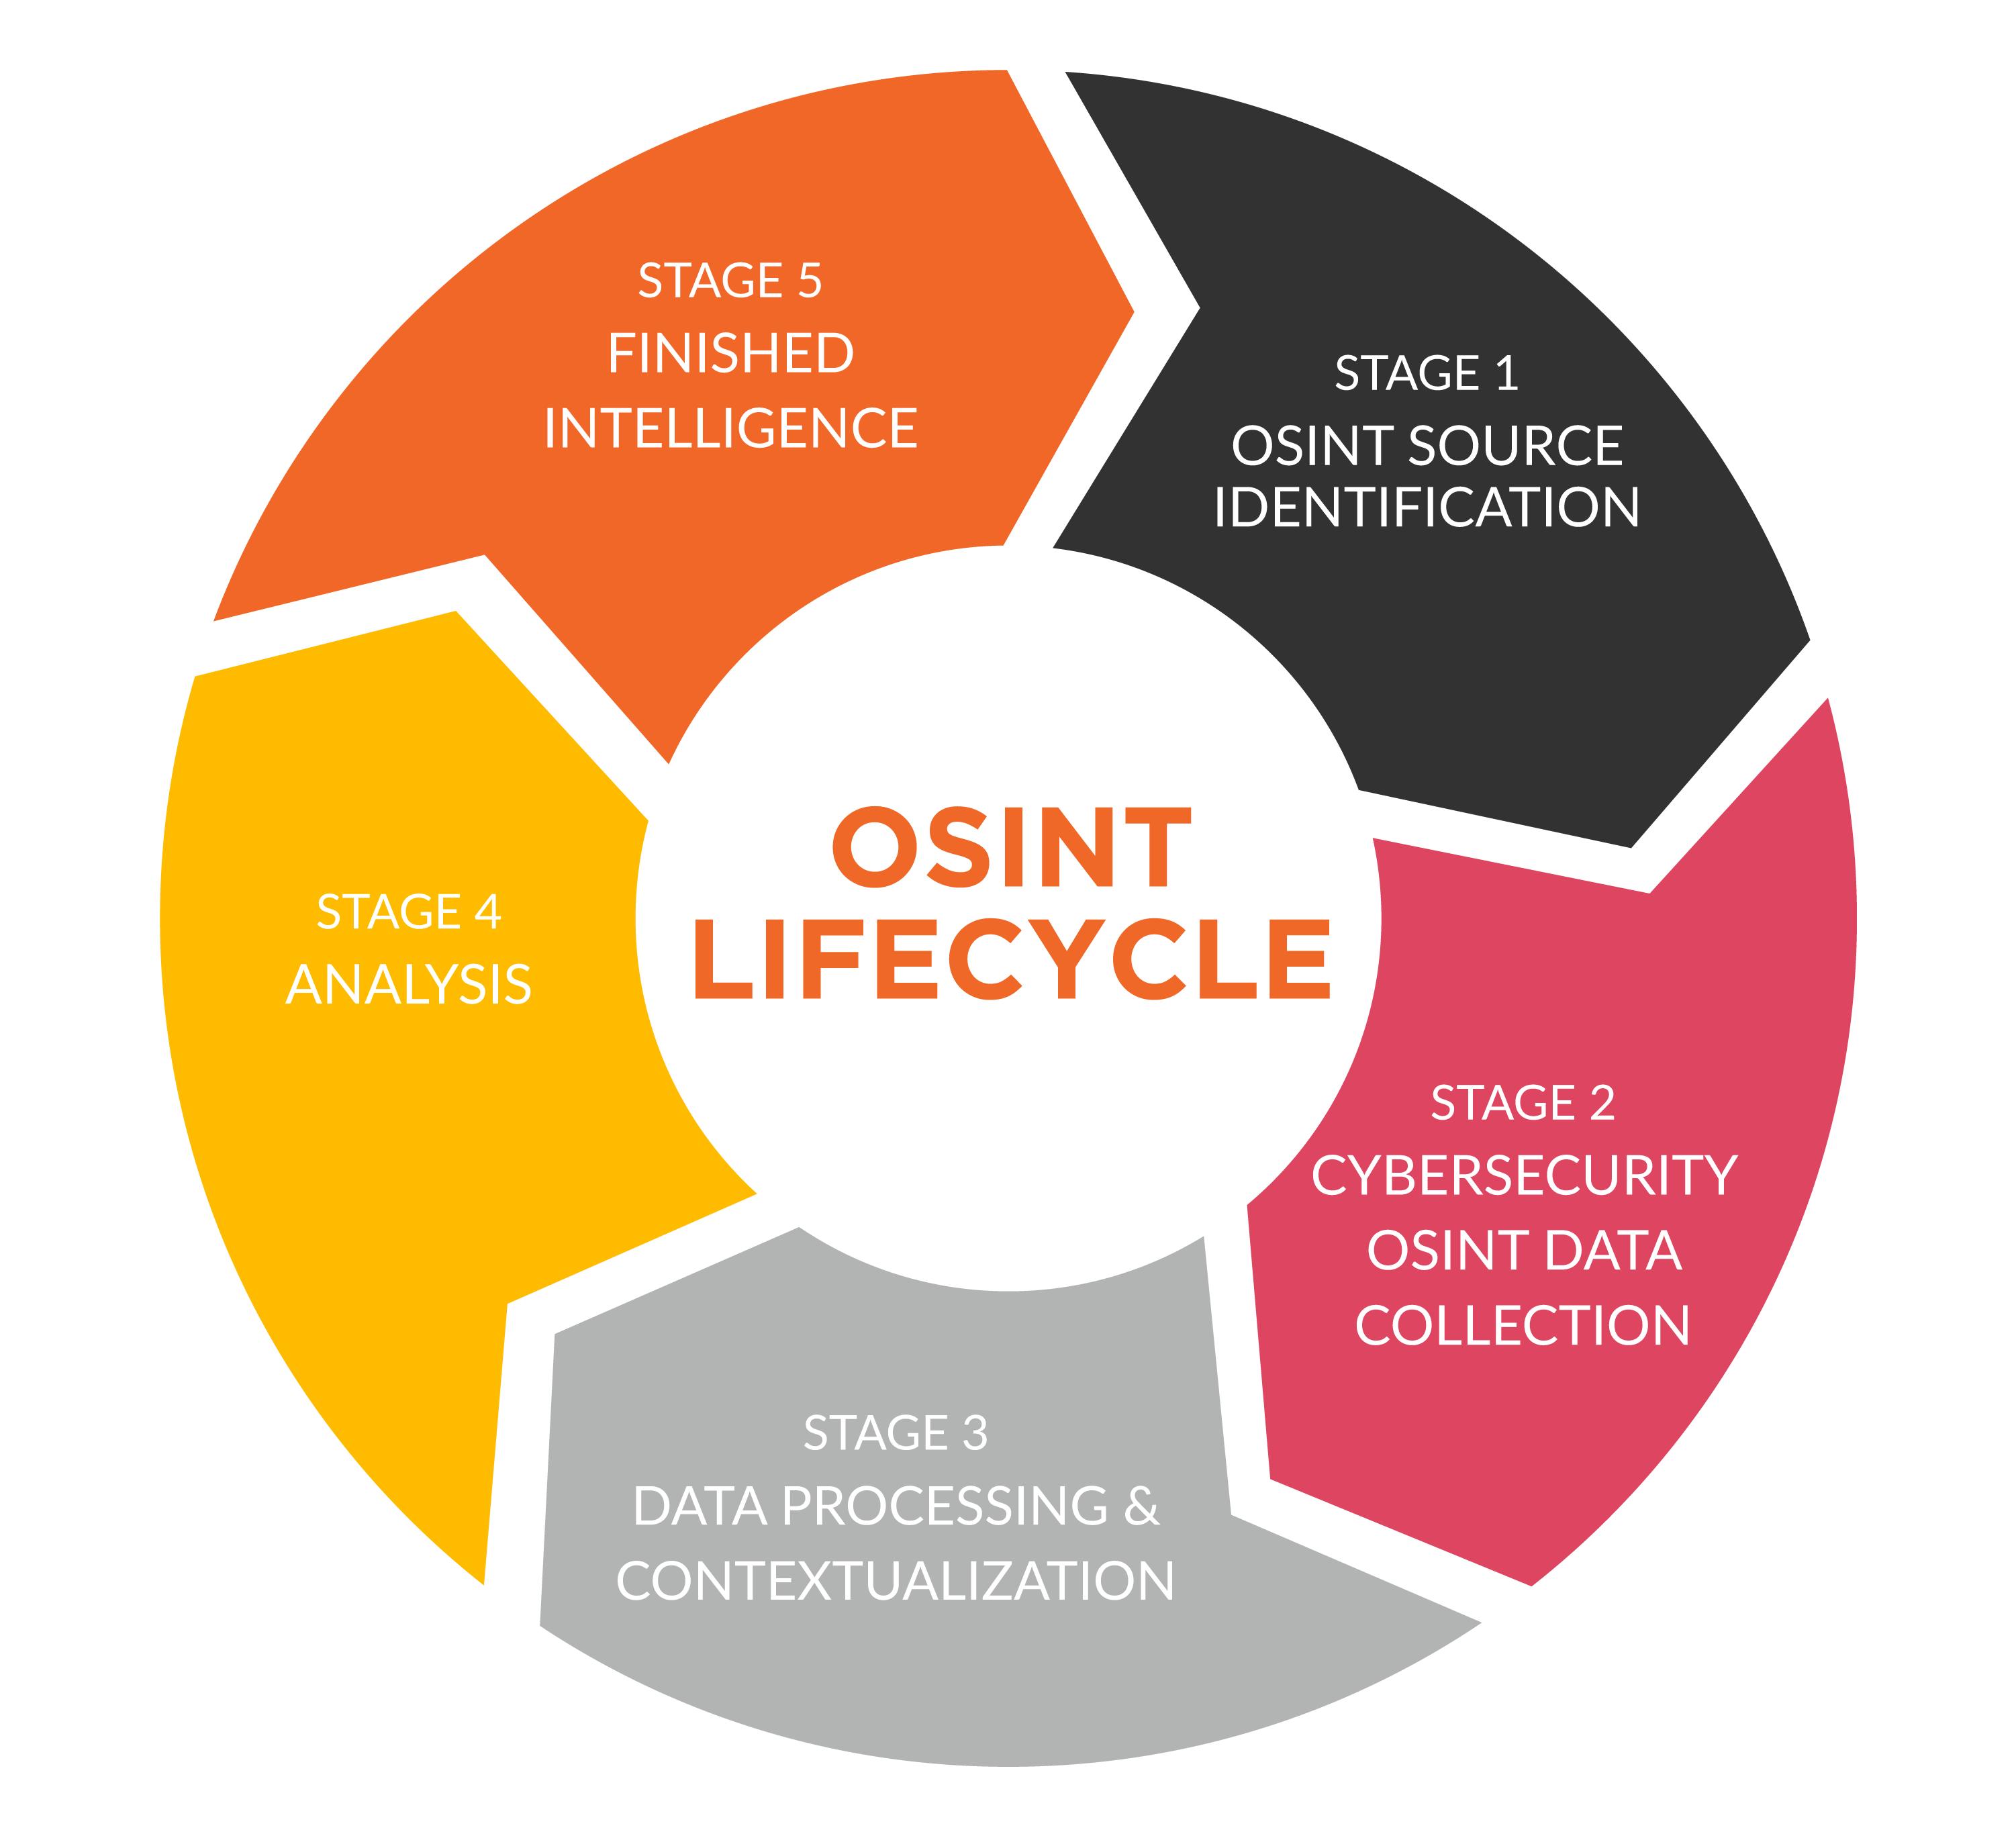 OSINT
LIFECYCLE
STAGE 1
OSINT SOURCE
IDENTIFICATION
STAGE 2
CYBERSECURITY
OSINT DATA
COLLECTION
STAGE 3
DATA PROCESSING &
CONTEXTUALIZATION
STAGE 4
ANALYSIS
STAGE 5
FINISHED
INTELLIGENCE